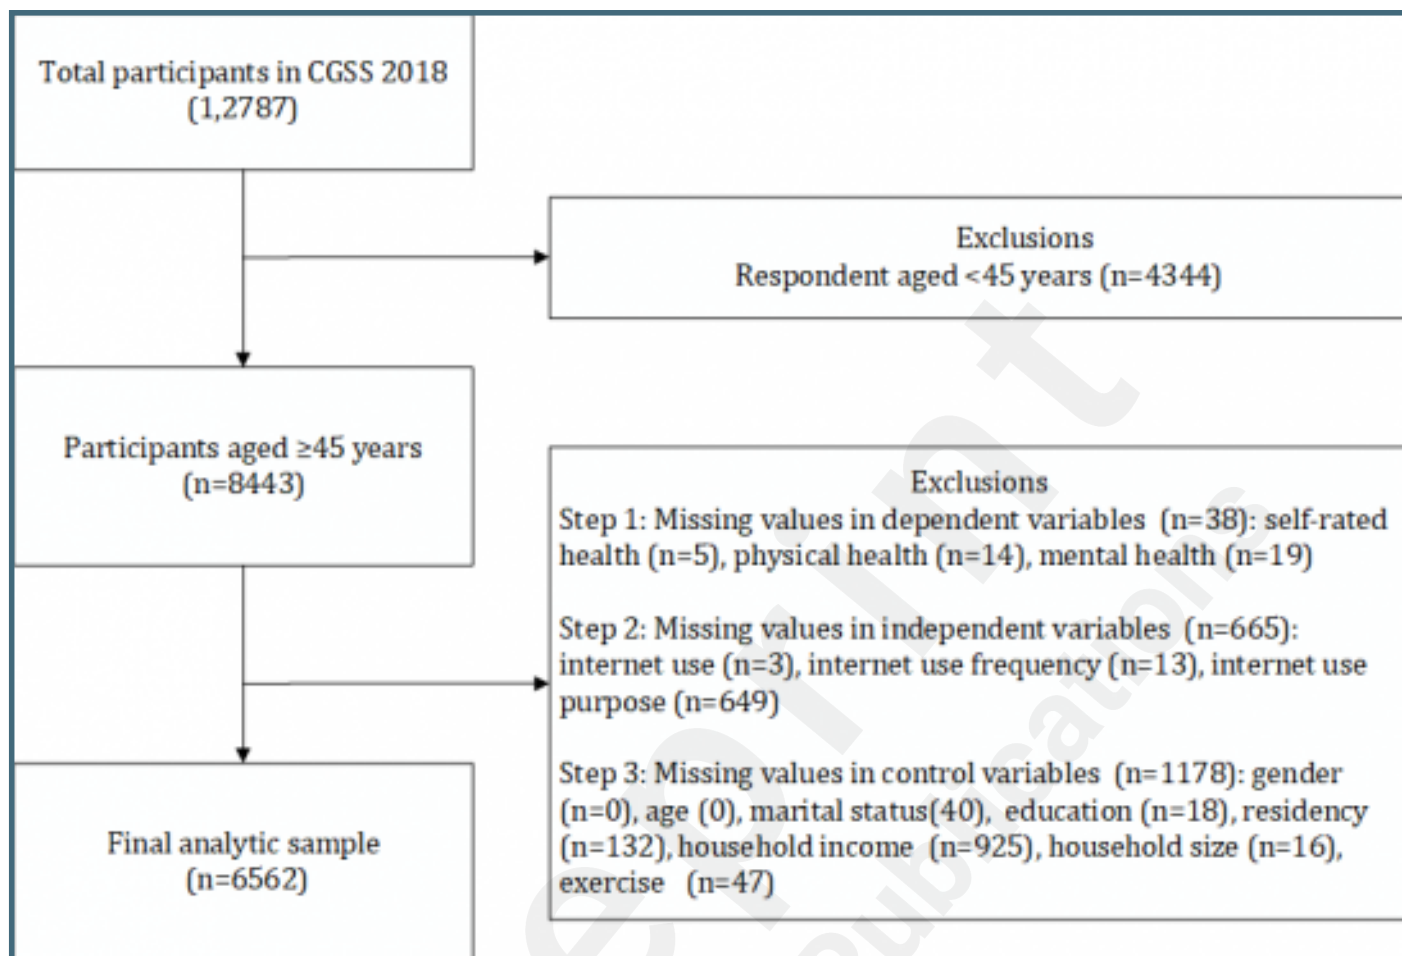 Total participants in CGSS 2018
(1,2787)
Exclusions
Respondent aged <45 years (n=4344)
Participants aged ≥45 years
(n=8443)
Exclusions
Step 1: Missing values in dependent variables (n=38): self-rated
health (n=5), physical health (n=14), mental health (n=19)
Step 2: Missing values in independent variables (n=665):
internet use (n=3), internet use frequency (n=13), internet use
purpose (n=649)
Step 3: Missing values in control variables (n=1178): gender
(n=0), age (0), marital status(40), education (n=18), residency
(n=132), household income (n=925), household size (n=16),
exercise (n=47)
Final analytic sample
(n=6562)
eprint
Publications